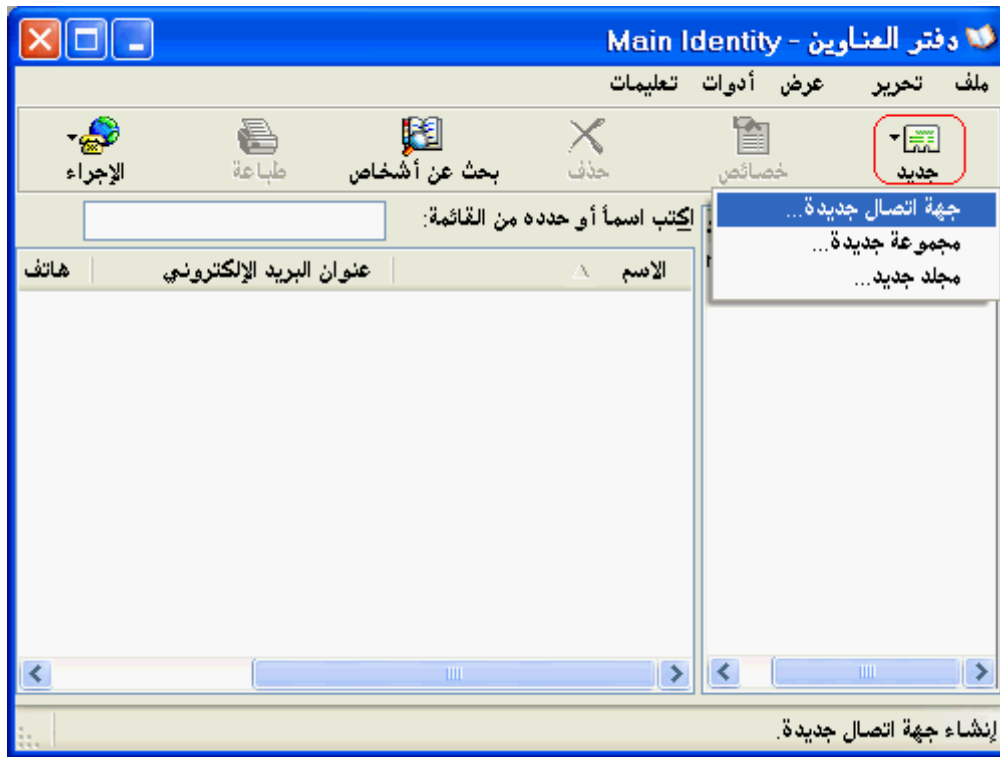 دفتر العناوين - Main Identity
ملف تحرير عرض أدوات تعليمات
جديد خصائص حذف بحث عن أشخاص طباعة الإجراء
جهة اتصال جديدة...
مجموعة جديدة...
مجلد جديد...
اكتب اسماً أو حدده من القائمة:
الاسم عنوان البريد الإلكتروني هاتف
إنشاء جهة اتصال جديدة.